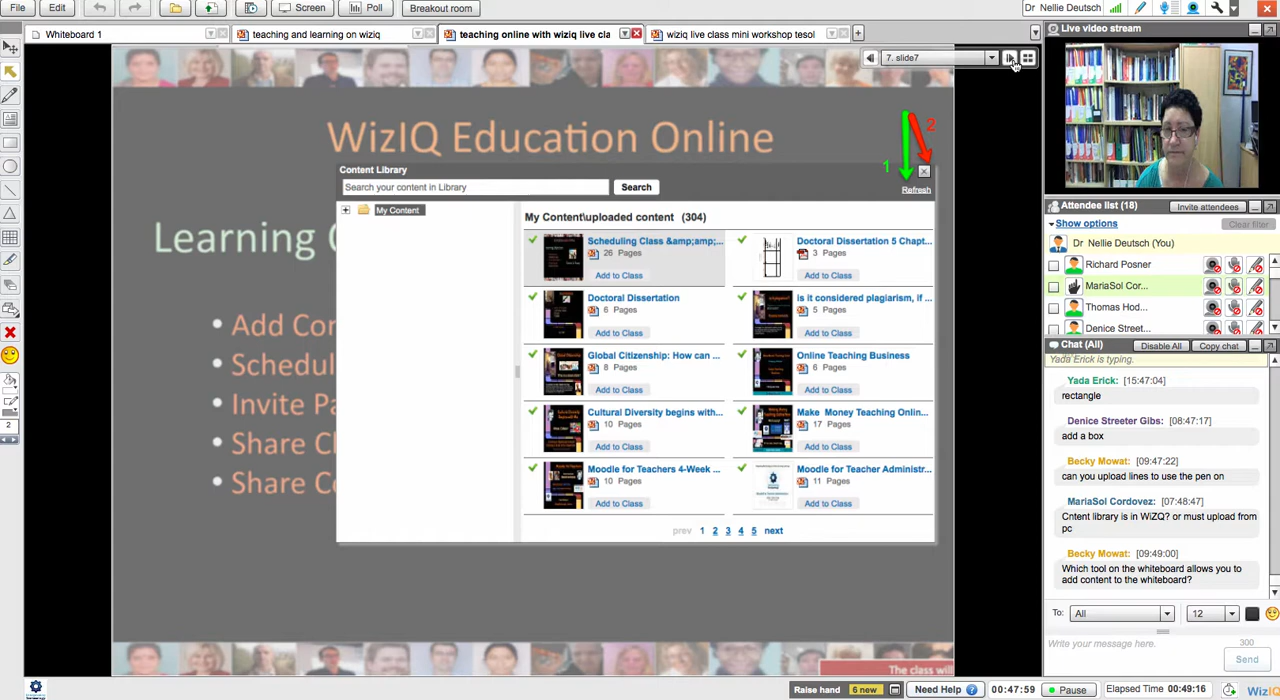 File
Edit
Screen
Poll
Breakout room
Dr Nellie Deutsch
Whiteboard 1
teaching and learning on wiziq
teaching online with wiziq live cla
wiziq live class mini workshop tesol
7. slide7
WizIQ Education Online
Learning
Add Con
Schedul
Invite Pa
Share Cl
Share Co
Content Library
Search your content in Library
Search
1
2
Refresh
My Content
My Content\uploaded content (304)
Scheduling Class &amp;amp;...
26 Pages
Add to Class
Doctoral Dissertation 5 Chapt...
3 Pages
Add to Class
Doctoral Dissertation
6 Pages
Add to Class
is it considered plagiarism, if ...
5 Pages
Add to Class
Global Citizenship: How can ...
8 Pages
Add to Class
Online Teaching Business
6 Pages
Add to Class
Cultural Diversity begins with...
10 Pages
Add to Class
Make Money Teaching Onlin...
17 Pages
Add to Class
Moodle for Teachers 4-Week ...
10 Pages
Add to Class
Moodle for Teacher Administr...
11 Pages
Add to Class
prev 1 2 3 4 5 next
The class will
2
Live video stream
Attendee list (18)
Invite attendees
Show options
Clear filter
Dr Nellie Deutsch (You)
Richard Posner
MariaSol Cor...
Thomas Hod...
Denice Street...
Chat (All)
Disable All
Copy chat
Yada Erick is typing.
Yada Erick: [15:47:04]
rectangle
Denice Streeter Gibs: [08:47:17]
add a box
Becky Mowat: [09:47:22]
can you upload lines to use the pen on
MariaSol Cordovez: [07:48:47]
Cntent library is in WiZQ? or must upload from
pc
Becky Mowat: [09:49:00]
Which tool on the whiteboard allows you to
add content to the whiteboard?
To: All
12
Write your message here.
300
Send
Raise hand 6 new
Need Help ?
00:47:59
Pause
Elapsed Time 00:49:16
WizIQ